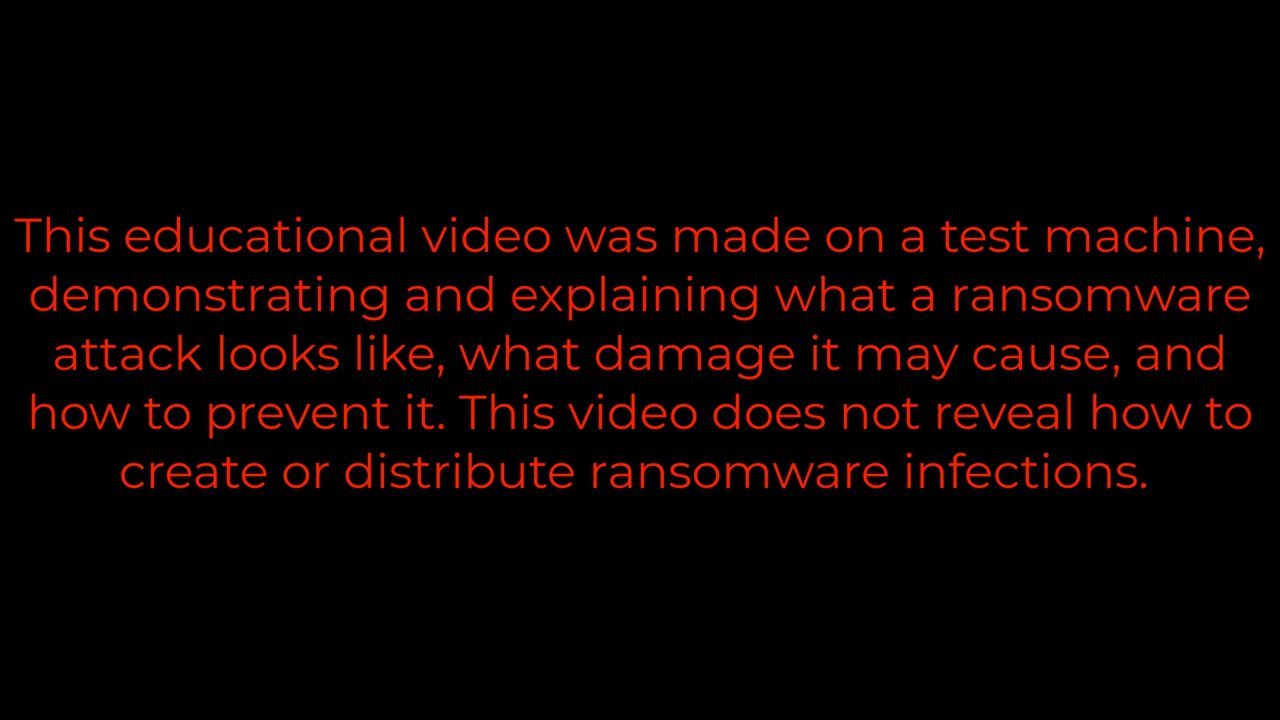 This educational video was made on a test machine,
demonstrating and explaining what a ransomware
attack looks like, what damage it may cause, and
how to prevent it. This video does not reveal how to
create or distribute ransomware infections.